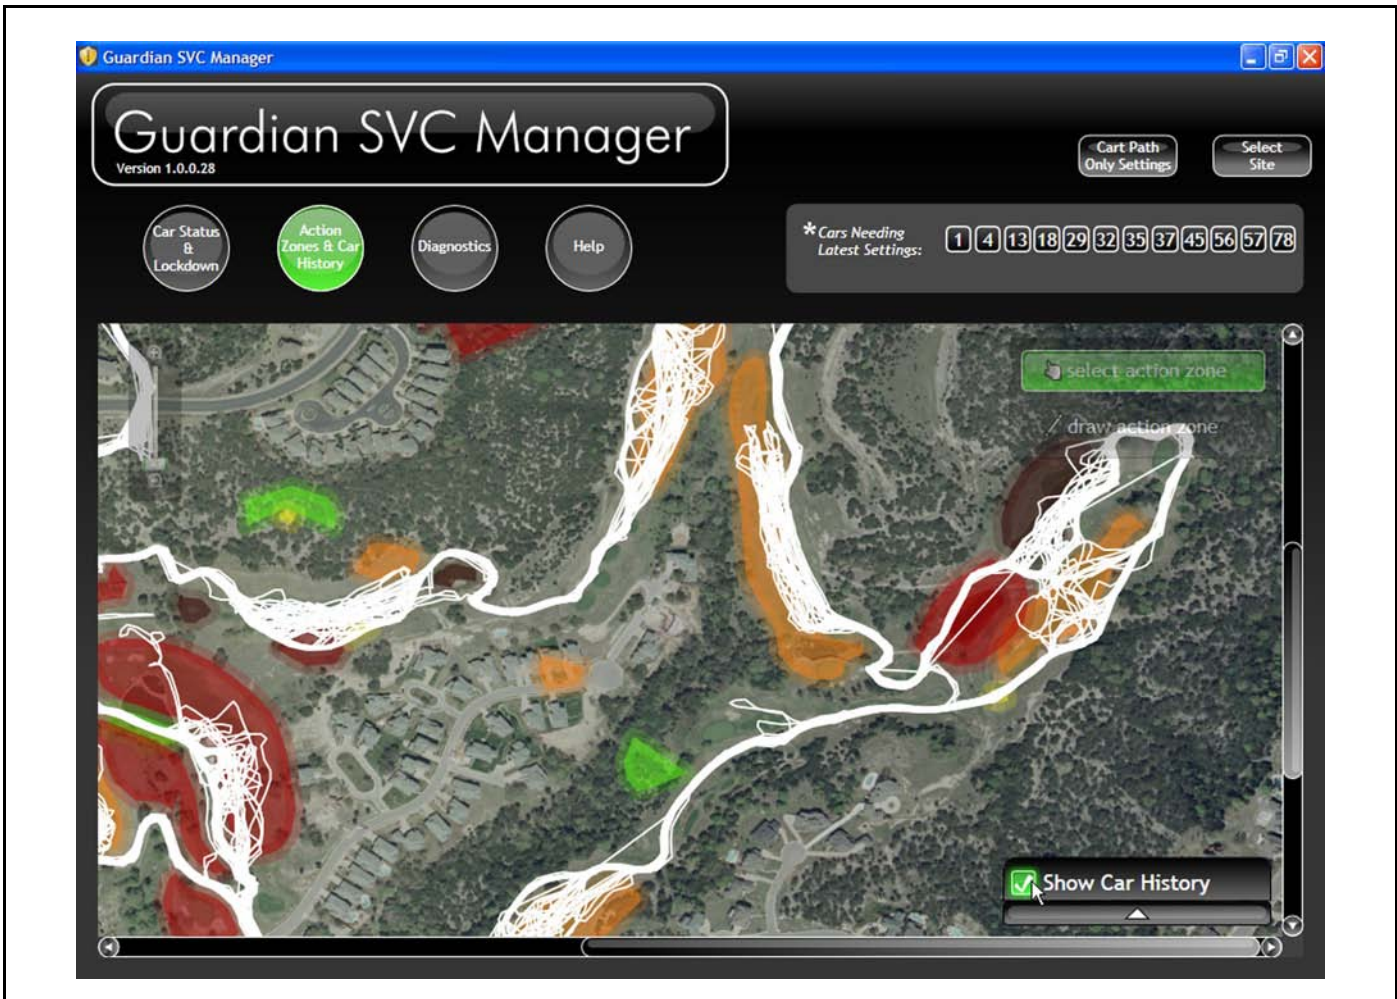 Guardian SVC Manager
Guardian SVC Manager
Version 1.0.0.28
Cart Path
Only Settings
Select
Site
Car Status
&
Lockdown
Action
Zones & Car
History
Diagnostics
Help
*Cars Needing
Latest Settings:
1 4 13 18 29 32 35 37 45 56 57 78
select action zone
draw action zone
Show Car History